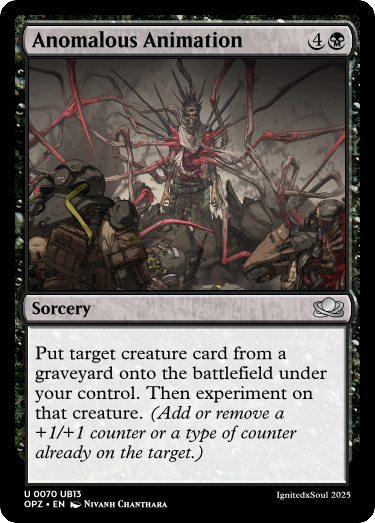 Anomalous Animation 4
Sorcery
Put target creature card from a
graveyard onto the battlefield under
your control. Then experiment on
that creature. (Add or remove a
+1/+1 counter or a type of counter
already on the target.)
U 0070 UB13
OPZ • EN Nivanh Chanthara
IgnitedxSoul 2025